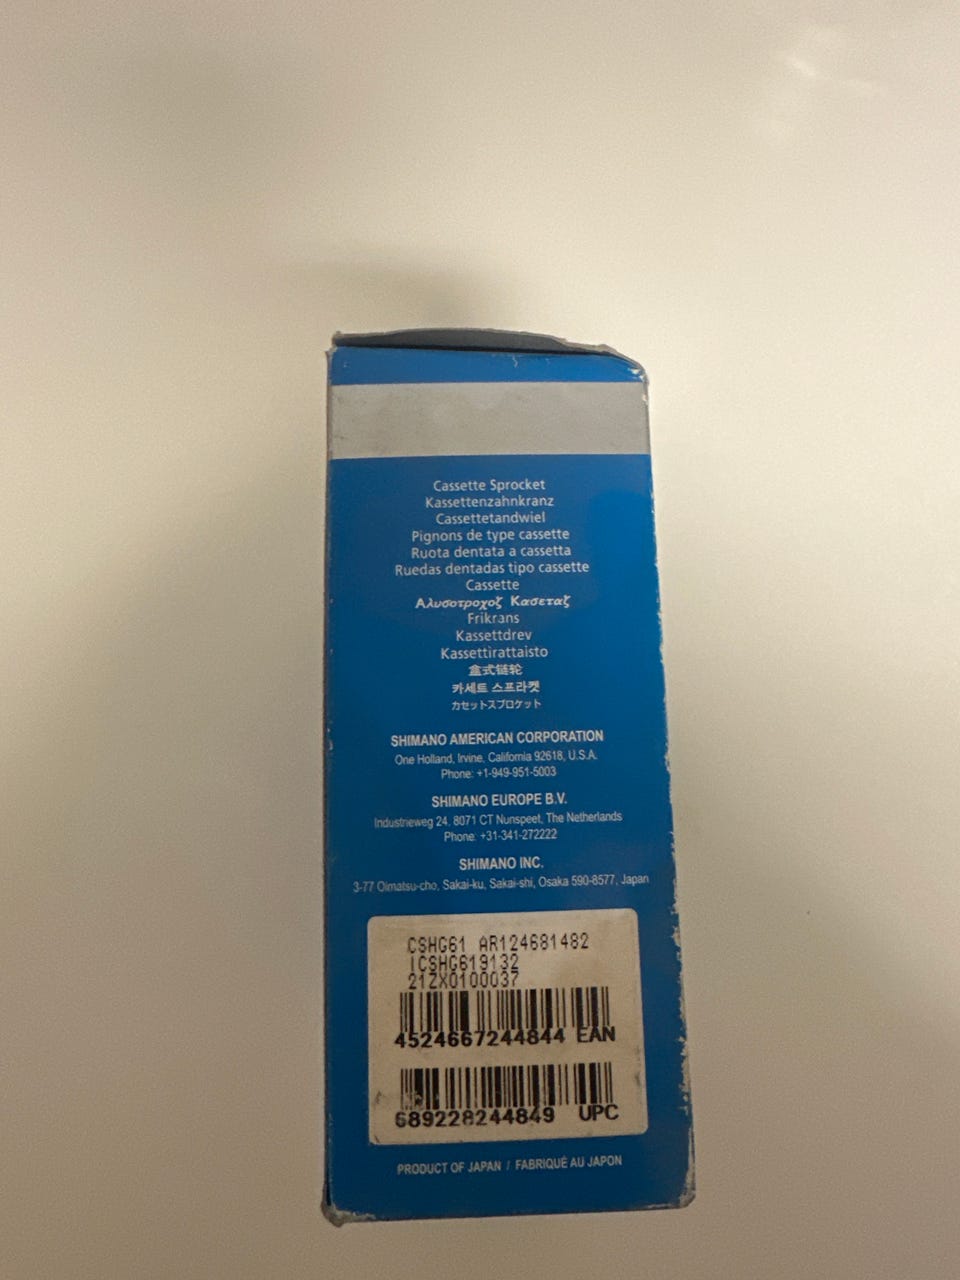 Cassette Sprocket
Kassettenzahnkranz
Cassettetandwiel
Pignons de type cassette
Ruota dentata a cassetta
Ruedas dentadas tipo cassette
Cassette
Αλυσοτροχοζ Κασεταζ
Frikrans
Kassettdrev
Kassettirattaisto
盒式链轮
카세트 스프라켓
カセットスプロケット
SHIMANO AMERICAN CORPORATION
One Holland, Irvine, California 92618, U.S.A.
Phone: +1-949-951-5003
SHIMANO EUROPE B.V.
Industrieweg 24, 8071 CT Nunspeet, The Netherlands
Phone: +31-341-272222
SHIMANO INC.
3-77 Oimatsu-cho, Sakai-ku, Sakai-shi, Osaka 590-8577, Japan
CSHG61 AR124681482
ICSHG619132
21ZX0100037
4524667244844 EAN
689228244849 UPC
PRODUCT OF JAPAN / FABRIQUÉ AU JAPON